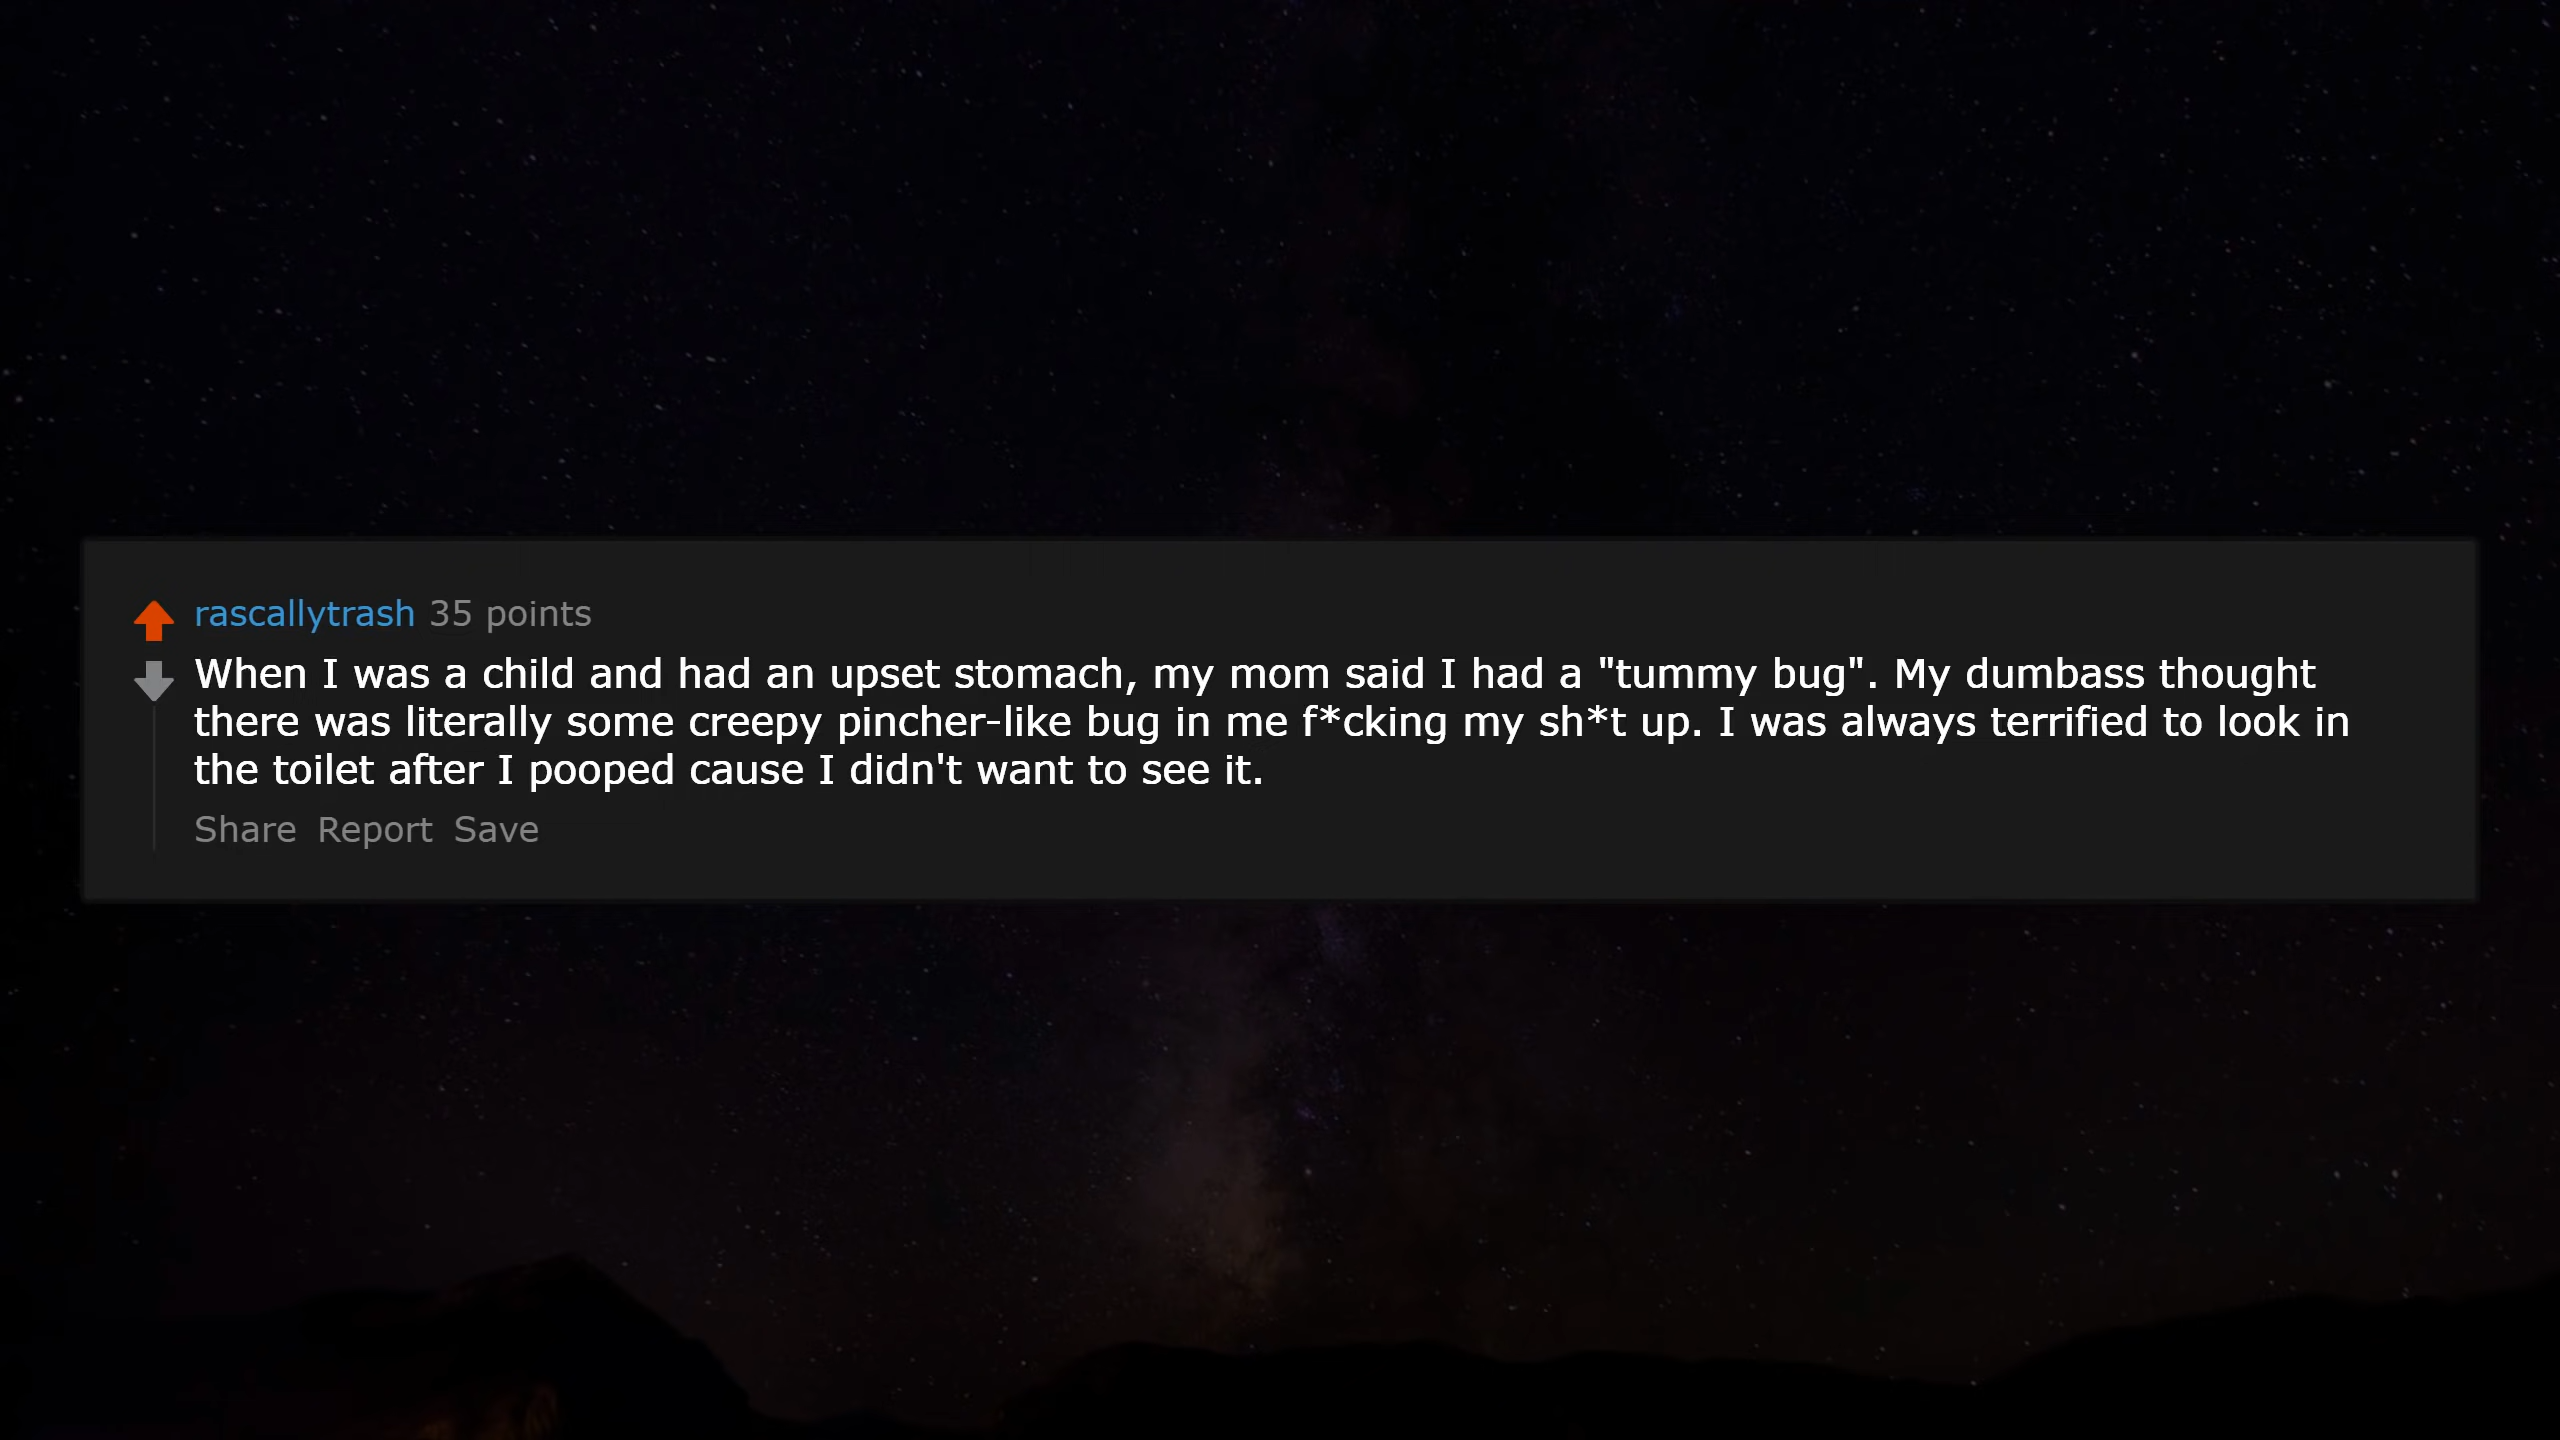 rascallytrash 35 points
When I was a child and had an upset stomach, my mom said I had a "tummy bug". My dumbass thought
there was literally some creepy pincher-like bug in me f*cking my sh*t up. I was always terrified to look in
the toilet after I pooped cause I didn't want to see it.
Share Report Save